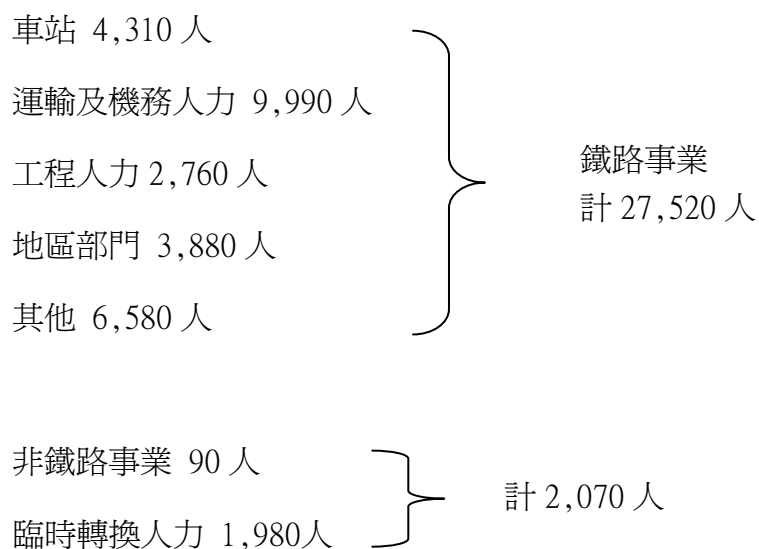 車站 4,310 人
運輸及機務人力 9,990 人
工程人力 2,760 人
地區部門 3,880 人
其他 6,580 人
鐵路事業
計 27,520 人
非鐵路事業 90 人
臨時轉換人力 1,980人
計 2,070 人